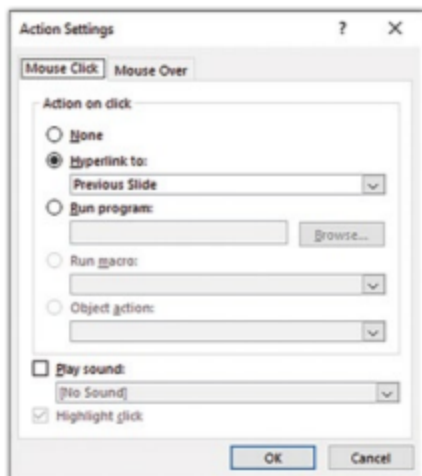 Action Settings ? X
Mouse Click Mouse Over
Action on click
None
Hyperlink to:
Previous Slide
Run program:
Browse...
Run macro:
Object action:
Play sound:
[No Sound]
Highlight click
OK Cancel